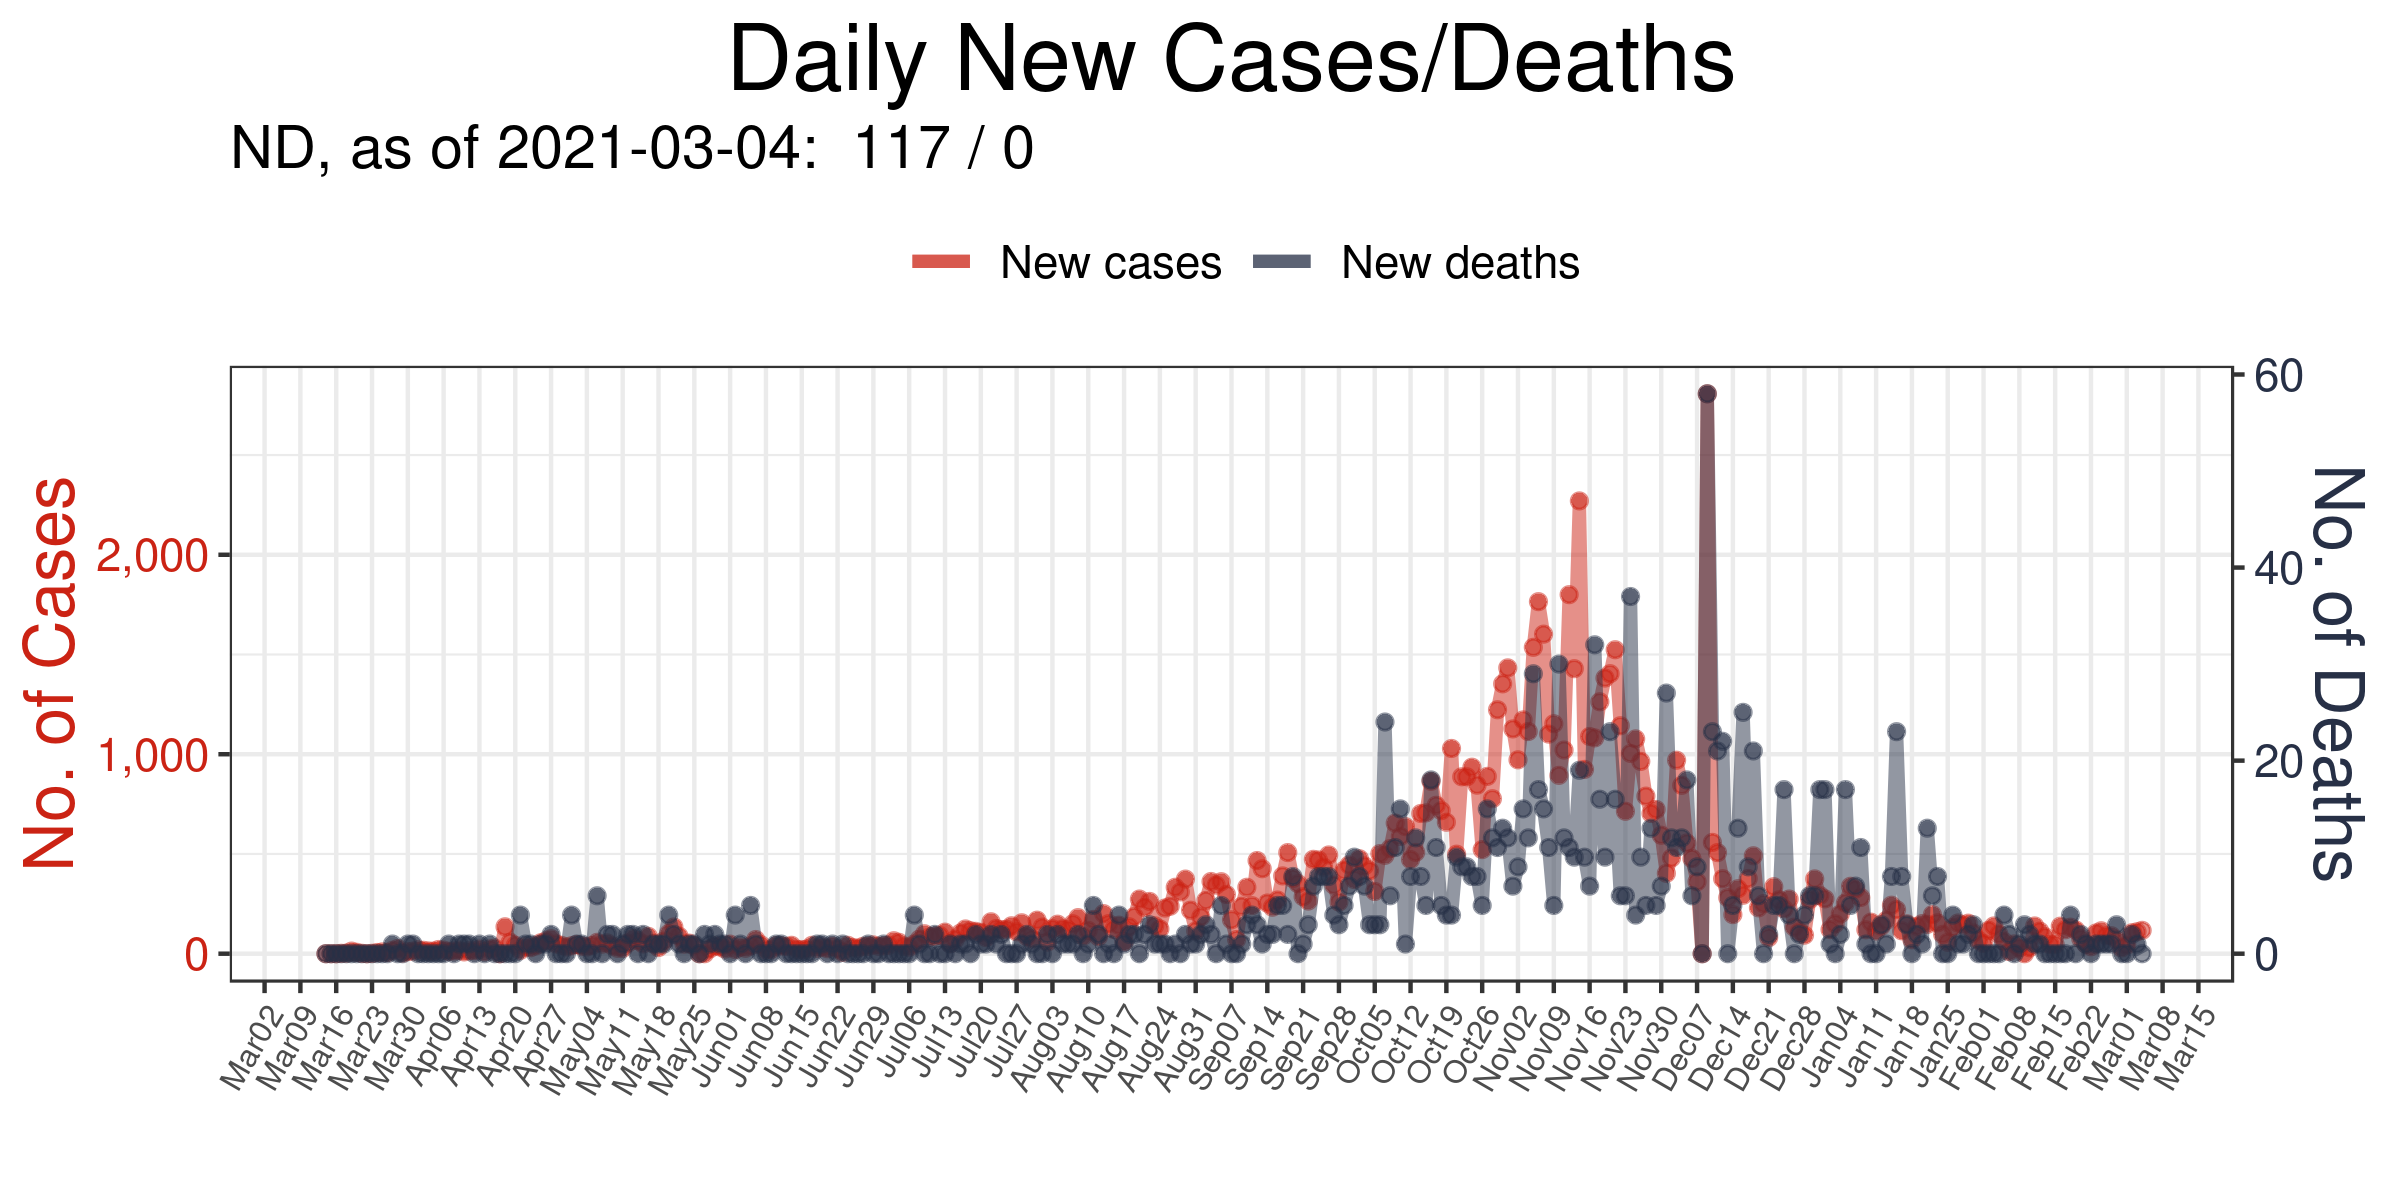 Daily New Cases/Deaths
ND, as of 2021-03-04:  117 / 0
New cases
New deaths
No. of Cases
2,000
1,000
0
60
40
20
0
No. of Deaths
Mar02
Mar09
Mar16
Mar23
Mar30
Apr06
Apr13
Apr20
Apr27
May04
May11
May18
May25
Jun01
Jun08
Jun15
Jun22
Jun29
Jul06
Jul13
Jul20
Jul27
Aug03
Aug10
Aug17
Aug24
Aug31
Sep07
Sep14
Sep21
Sep28
Oct05
Oct12
Oct19
Oct26
Nov02
Nov09
Nov16
Nov23
Nov30
Dec07
Dec14
Dec21
Dec28
Jan04
Jan11
Jan18
Jan25
Feb01
Feb08
Feb15
Feb22
Mar01
Mar08
Mar15